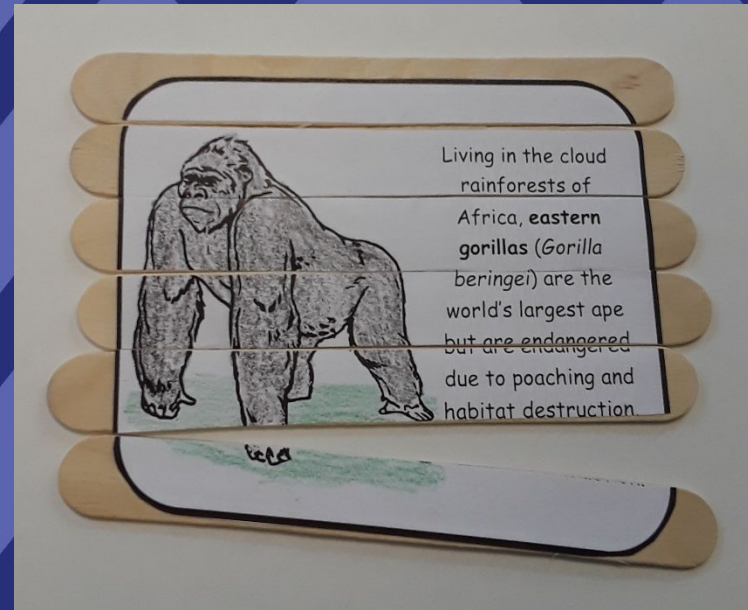 Living in the cloud
rainforests of
Africa, eastern
gorillas (Gorilla
beringei) are the
world's largest ape
but are endangered
due to poaching and
habitat destruction